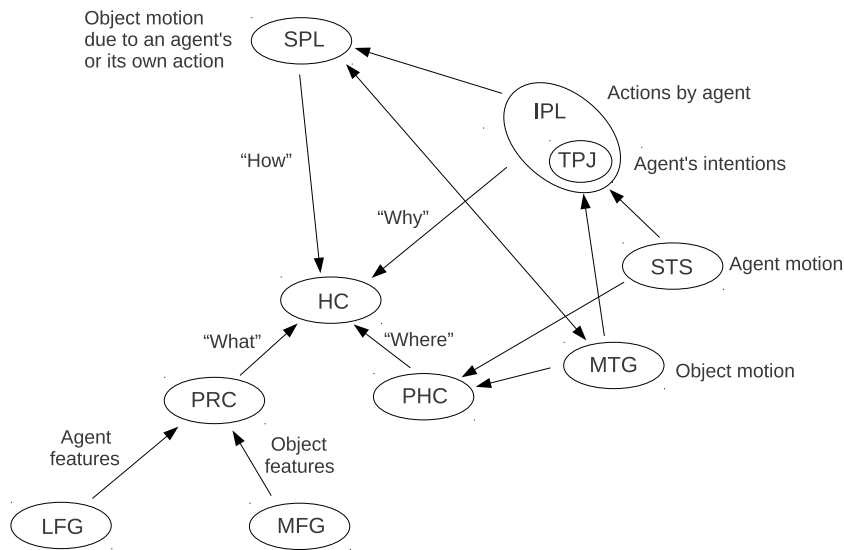 Object motion
due to an agent's
or its own action
SPL
Actions by agent
IPL
TPJ
Agent's intentions
“How”
“Why”
STS
Agent motion
HC
“What”
“Where”
MTG
Object motion
PRC
PHC
Agent
features
Object
features
LFG
MFG